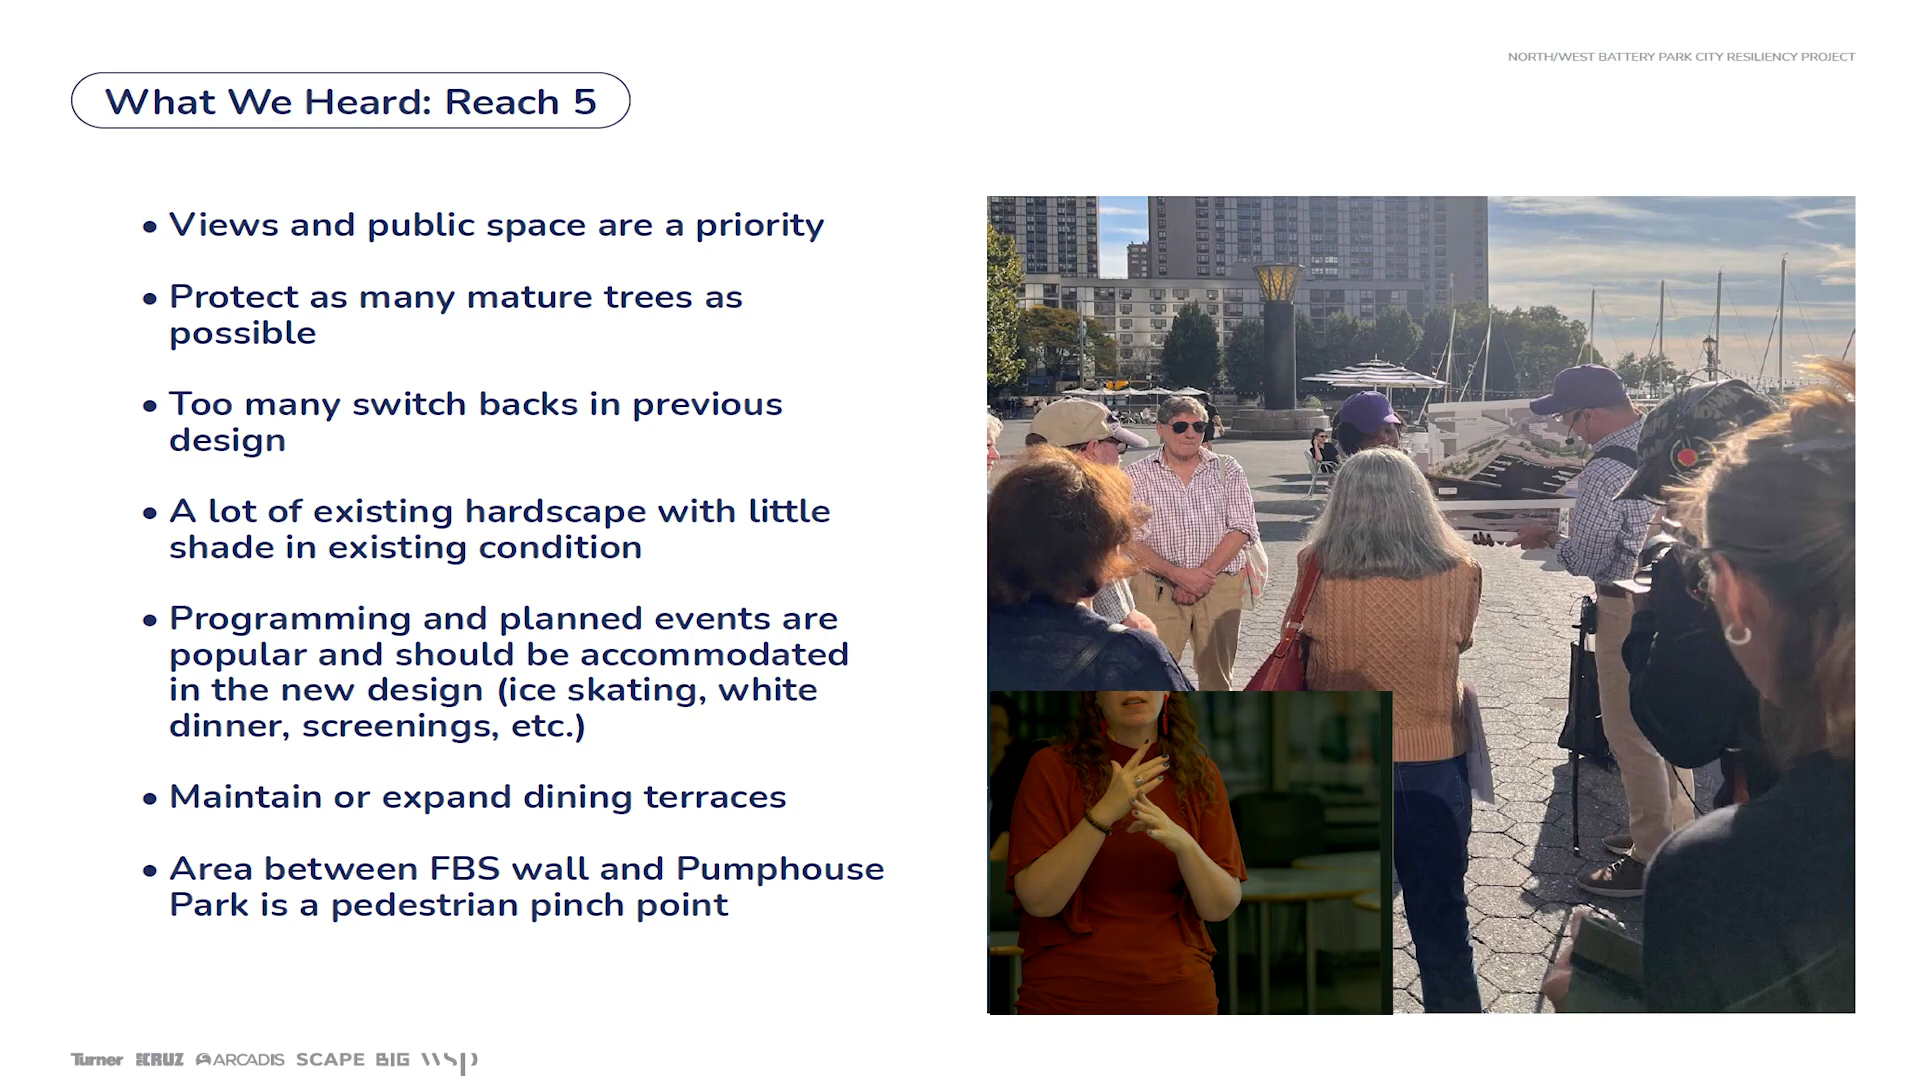 NORTH/WEST BATTERY PARK CITY RESILIENCY PROJECT
What We Heard: Reach 5
• Views and public space are a priority
• Protect as many mature trees as
possible
• Too many switch backs in previous
design
• A lot of existing hardscape with little
shade in existing condition
• Programming and planned events are
popular and should be accommodated
in the new design (ice skating, white
dinner, screenings, etc.)
• Maintain or expand dining terraces
• Area between FBS wall and Pumphouse
Park is a pedestrian pinch point
Turner KRUZ ARCADIS SCAPE BIG WSP